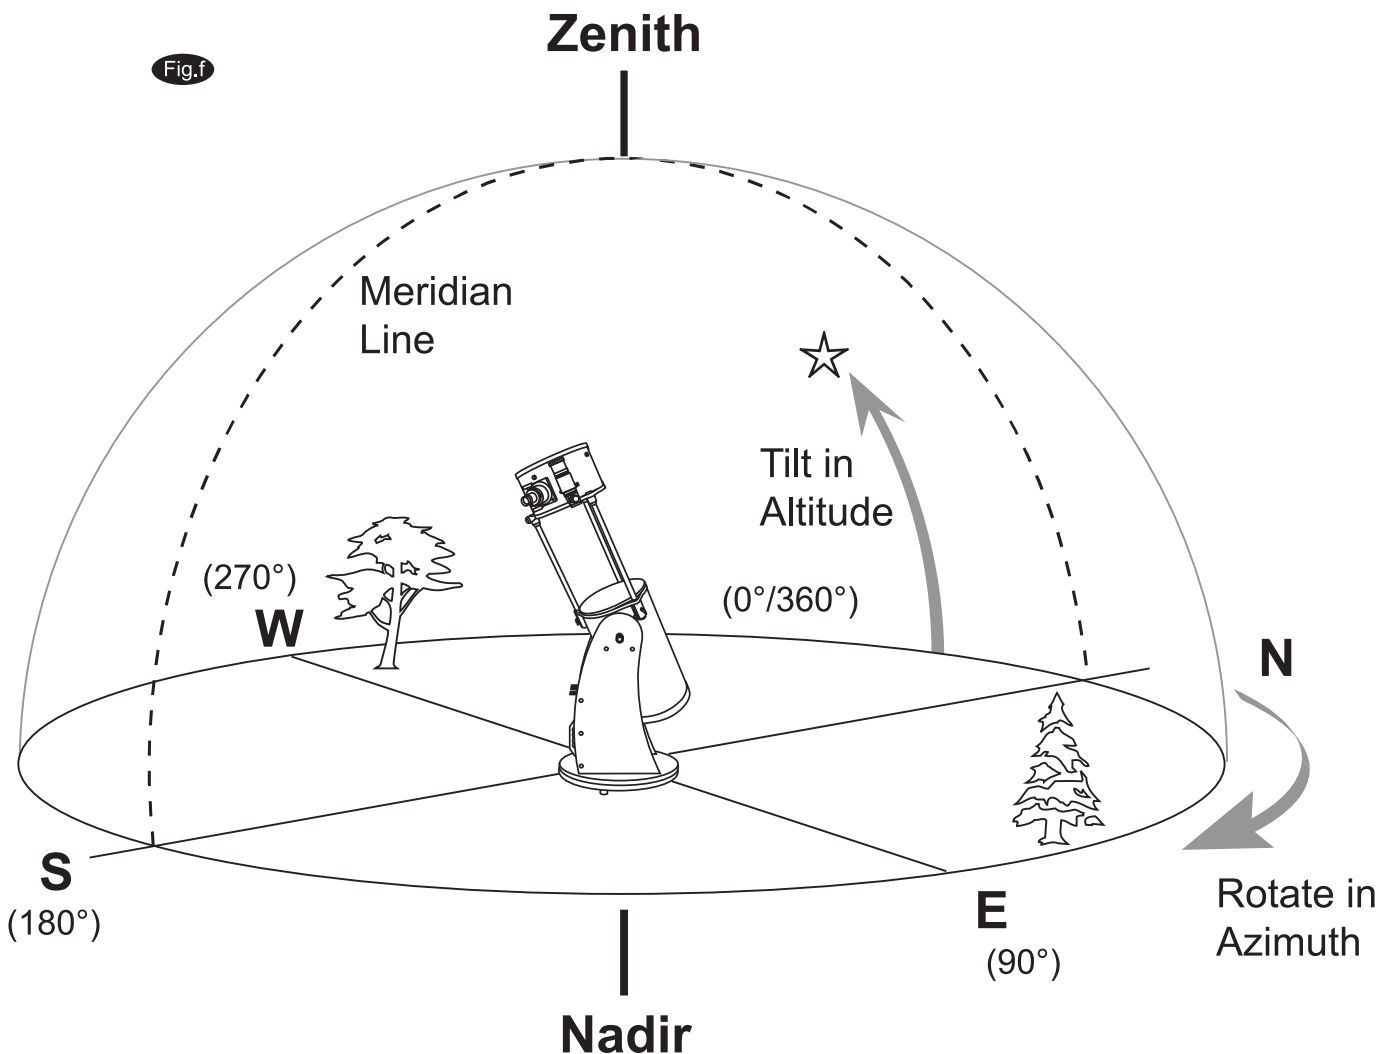 Zenith
Fig.f
Meridian
Line
Tilt in
Altitude
(270°)
W
(0°/360°)
N
S
(180°)
E
(90°)
Rotate in
Azimuth
Nadir